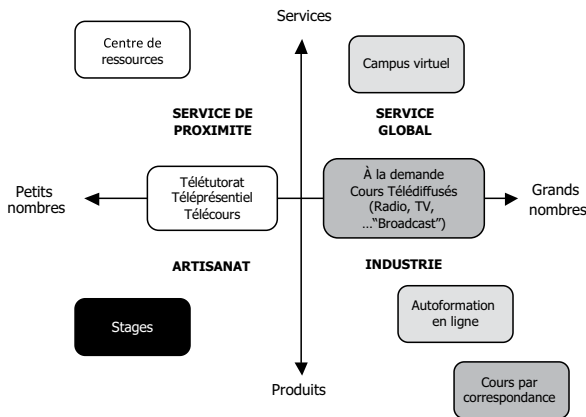 Services
Centre de
ressources
Campus virtuel
SERVICE DE
PROXIMITE
SERVICE
GLOBAL
Petits
nombres
Télétutorat
Téléprésentiel
Télécours
À la demande
Cours Télédiffusés
(Radio, TV,
…"Broadcast")
Grands
nombres
ARTISANAT
INDUSTRIE
Stages
Autoformation
en ligne
Produits
Cours par
correspondance